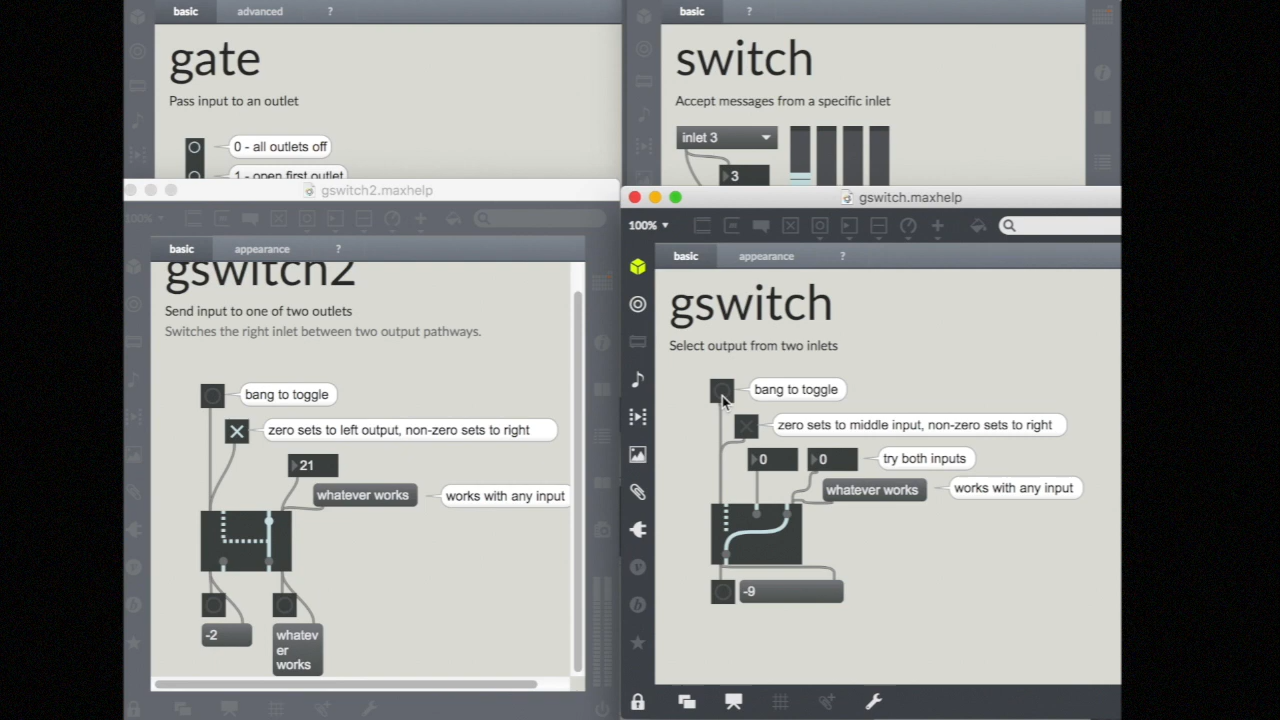 basic
advanced
?
gate
Pass input to an outlet
0 - all outlets off
1 - open first outlet
basic
?
switch
Accept messages from a specific inlet
inlet 3
3
gswitch2.maxhelp
100%
basic
appearance
?
gswitch2
Send input to one of two outlets
Switches the right inlet between two output pathways.
bang to toggle
zero sets to left output, non-zero sets to right
21
whatever works
works with any input
-2
whatev
er
works
gswitch.maxhelp
100%
basic
appearance
?
gswitch
Select output from two inlets
bang to toggle
zero sets to middle input, non-zero sets to right
0
0
try both inputs
whatever works
works with any input
-9